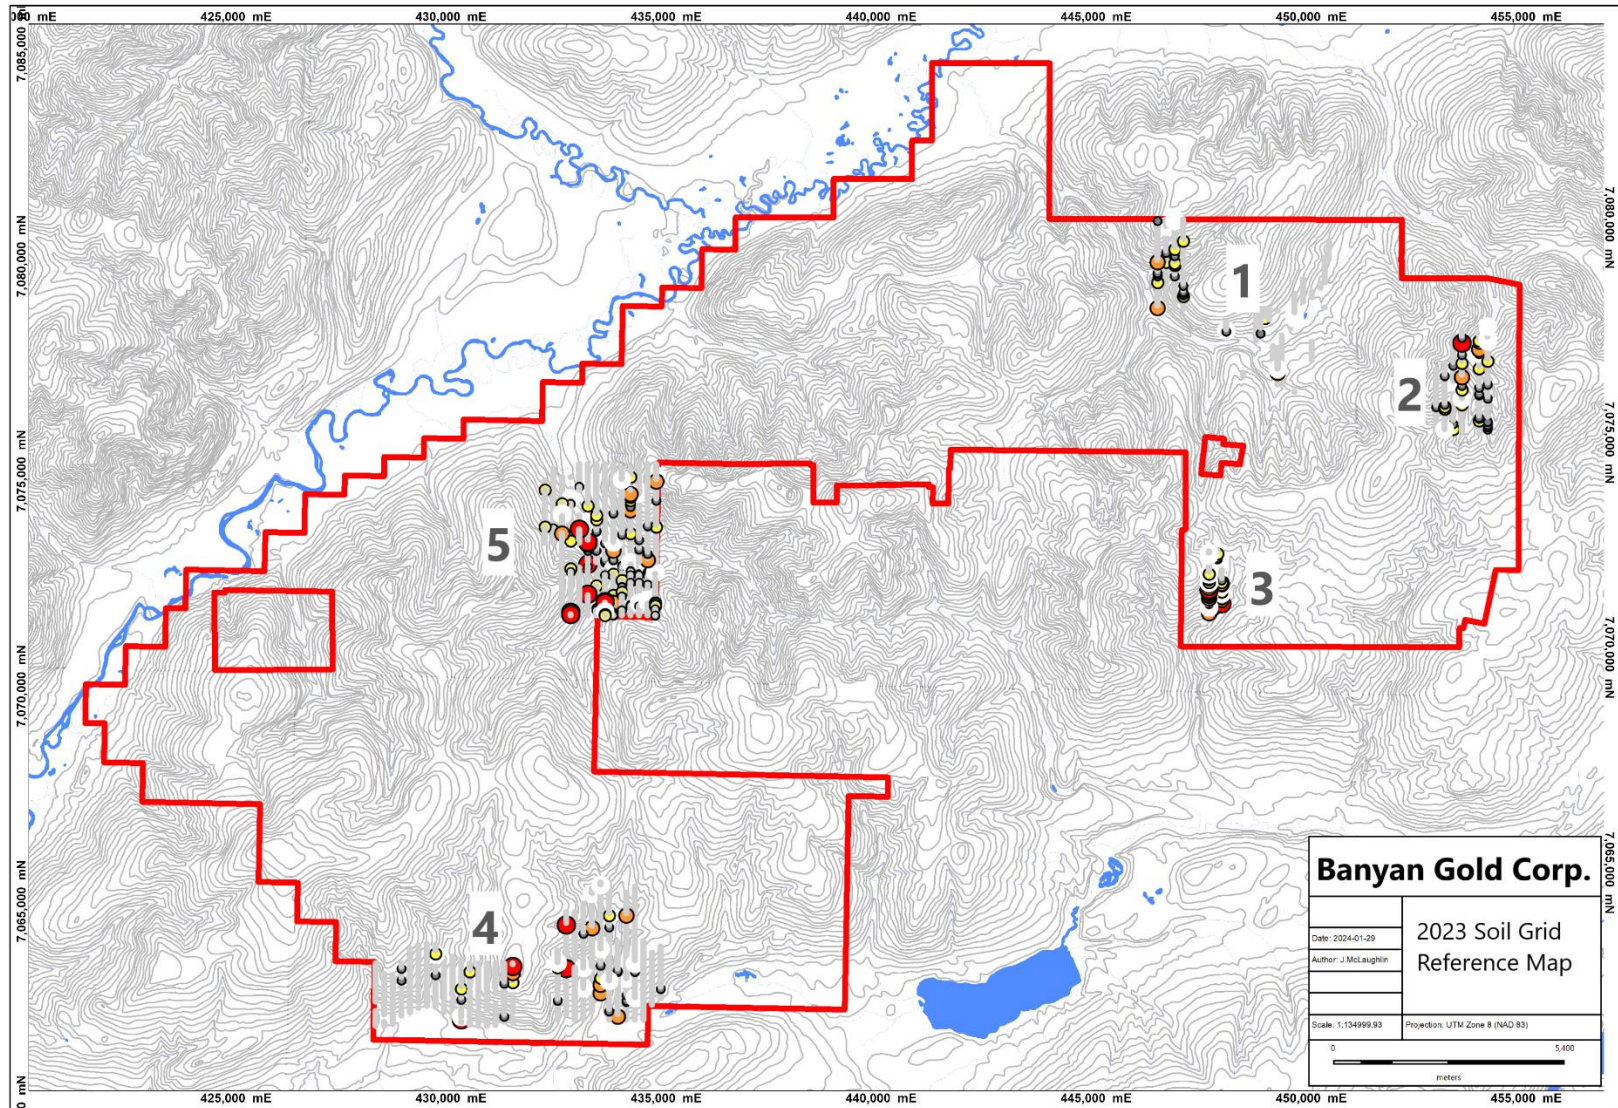 425,000 mE 430,000 mE 435,000 mE 440,000 mE 445,000 mE 450,000 mE 455,000 mE
7,085,000
7,080,000 mN
7,080,000 mN
1
2
7,075,000 mN
7,075,000 mN
5
3
7,070,000 mN
7,070,000 mN
4
7,065,000 mN
7,065,000 mN
Banyan Gold Corp.
2023 Soil Grid
Reference Map
Date: 2024-01-29
Author: J.McLaughlin
Scale: 1:134999.93
Projection: UTM Zone 8 (NAD 83)
0 5,400
meters
425,000 mE 430,000 mE 435,000 mE 440,000 mE 445,000 mE 450,000 mE 455,000 mE